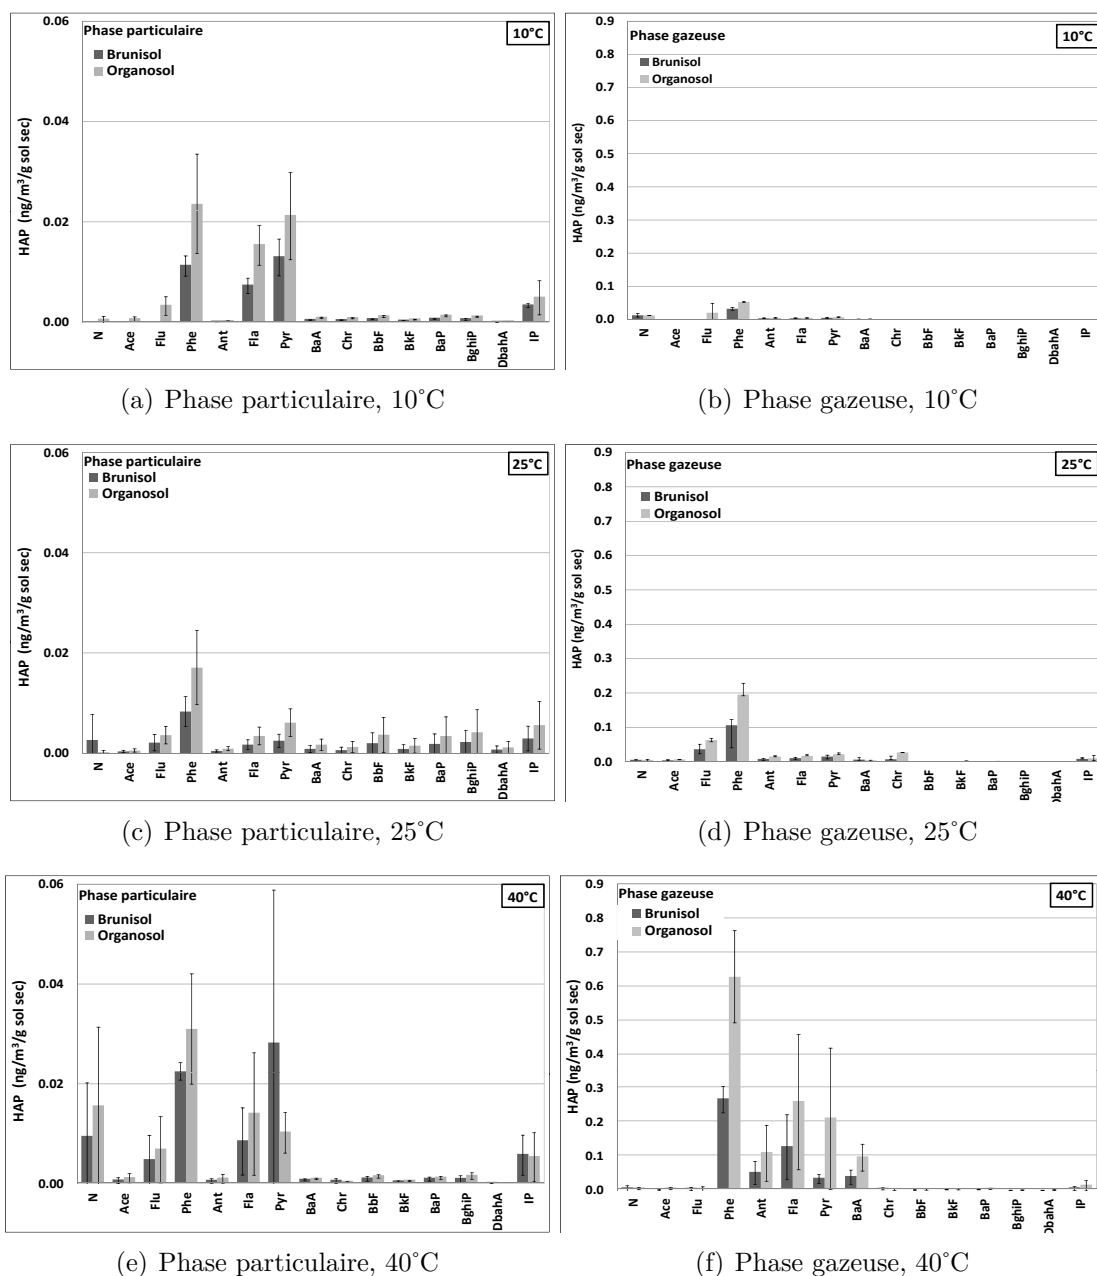 0.06
Phase particulaire
10°C
Brunisol
Organosol
0.04
0.02
0.00
HAP (ng/m³/g sol sec)
N Ace Flu Phe Ant Fla Pyr BaA Chr BbF BkF BaP BghiP DbahA IP
(a) Phase particulaire, 10°C
0.9
Phase gazeuse
10°C
0.8
Brunisol
Organosol
0.7
0.6
0.5
0.4
0.3
0.2
0.1
0.0
HAP (ng/m³/g sol sec)
N Ace Flu Phe Ant Fla Pyr BaA Chr BbF BkF BaP BghiP DbahA IP
(b) Phase gazeuse, 10°C
0.06
Phase particulaire
25°C
Brunisol
Organosol
0.04
0.02
0.00
HAP (ng/m³/g sol sec)
N Ace Flu Phe Ant Fla Pyr BaA Chr BbF BkF BaP BghiP DbahA IP
(c) Phase particulaire, 25°C
0.9
Phase gazeuse
25°C
0.8
Brunisol
Organosol
0.7
0.6
0.5
0.4
0.3
0.2
0.1
0.0
HAP (ng/m³/g sol sec)
N Ace Flu Phe Ant Fla Pyr BaA Chr BbF BkF BaP BghiP DbahA IP
(d) Phase gazeuse, 25°C
0.06
Phase particulaire
40°C
Brunisol
Organosol
0.04
0.02
0.00
HAP (ng/m³/g sol sec)
N Ace Flu Phe Ant Fla Pyr BaA Chr BbF BkF BaP BghiP DbahA IP
(e) Phase particulaire, 40°C
0.9
Phase gazeuse
40°C
Brunisol
Organosol
0.8
0.7
0.6
0.5
0.4
0.3
0.2
0.1
0.0
HAP (ng/m³/g sol sec)
N Ace Flu Phe Ant Fla Pyr BaA Chr BbF BkF BaP BghiP DbahA IP
(f) Phase gazeuse, 40°C